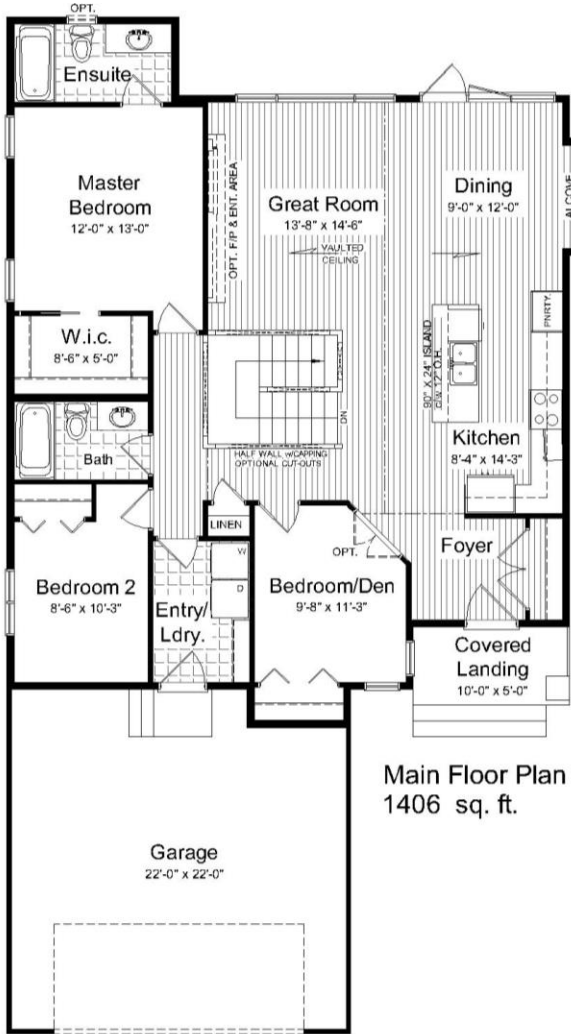 OPT.
Ensuite
Master
Bedroom
12'-0" x 13'-0"
OPT. F/P & ENT. AREA
Great Room
13'-8" x 14'-6"
VAULTED
CEILING
Dining
9'-0" x 12'-0"
ALCOVE
W.i.c.
8'-6" x 5'-0"
90" x 24" ISLAND
C/W 12" O.H.
PNRTY.
Kitchen
8'-4" x 14'-3"
DN
HALF WALL w/CAPPING
OPTIONAL CUT-OUTS
Bath
LINEN
OPT.
Foyer
W
D
Bedroom 2
8'-6" x 10'-3"
Entry/
Ldry.
Bedroom/Den
9'-8" x 11'-3"
Covered
Landing
10'-0" x 5'-0"
Main Floor Plan
1406 sq. ft.
Garage
22'-0" x 22'-0"